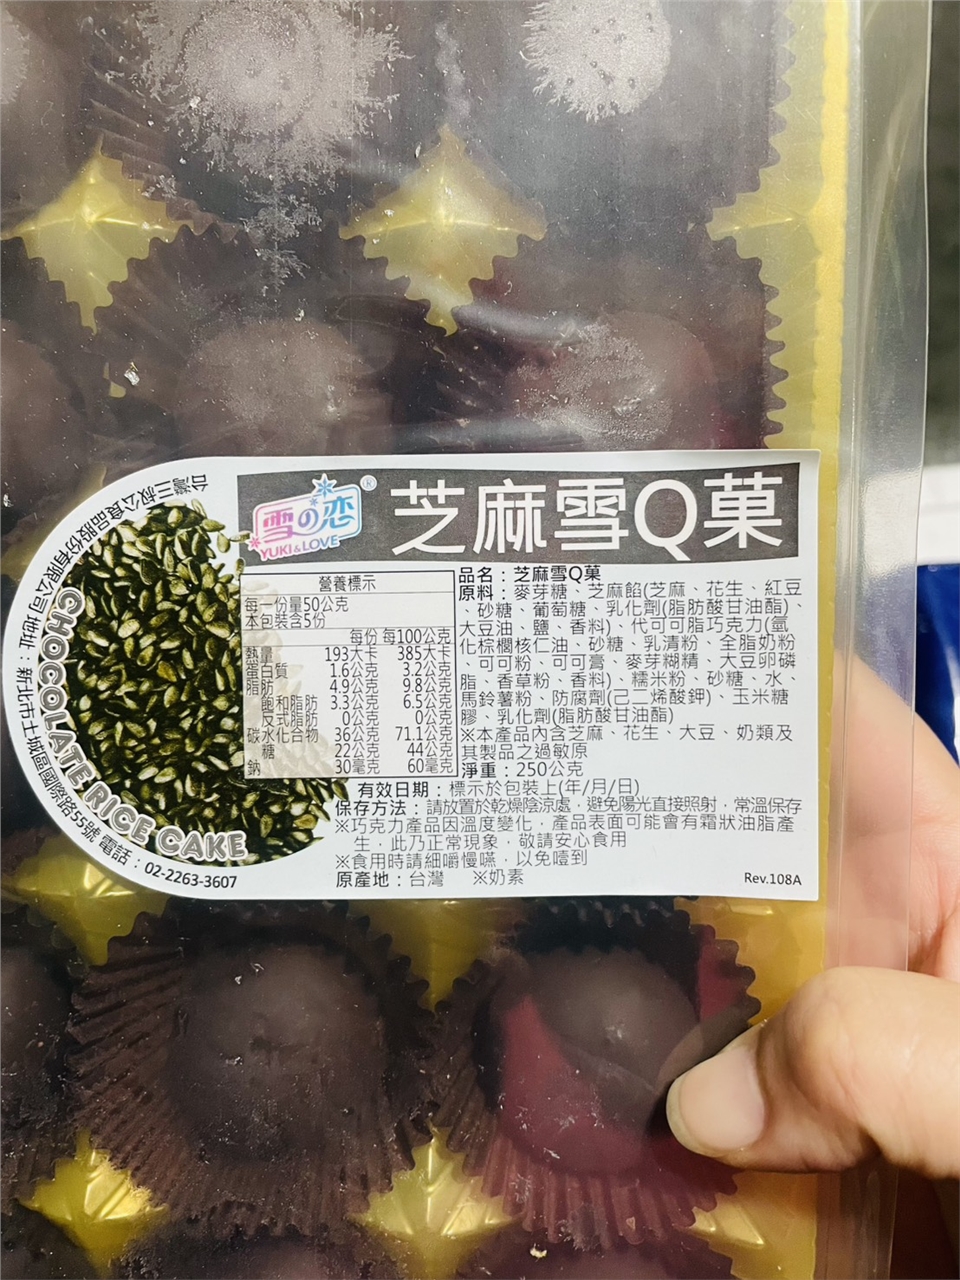 雪の恋®
YUKI&LOVE
芝麻雪Q菓
台灣三叔公食品股份有限公司 地址：新北市土城區國際路55號 電話：02-2263-3607
CHOCOLATE RICE CAKE
營養標示
每一份量50公克
本包裝含5份
每份 每100公克
熱量 193大卡 385大卡
蛋白質 1.6公克 3.2公克
脂肪 4.9公克 9.8公克
飽和脂肪 3.3公克 6.5公克
反式脂肪 0公克 0公克
碳水化合物 36公克 71.1公克
糖 22公克 44公克
鈉 30毫克 60毫克
品名：芝麻雪Q菓
原料：麥芽糖、芝麻餡(芝麻、花生、紅豆
、砂糖、葡萄糖、乳化劑(脂肪酸甘油酯)、
大豆油、鹽、香料)、代可可脂巧克力(氫
化棕櫚核仁油、砂糖、乳清粉、全脂奶粉
、可可粉、可可膏、麥芽糊精、大豆卵磷
脂、香草粉、香料)、糯米粉、砂糖、水、
馬鈴薯粉、防腐劑(己二烯酸鉀)、玉米糖
膠、乳化劑(脂肪酸甘油酯)
※本產品內含芝麻、花生、大豆、奶類及
其製品之過敏原
淨重：250公克
有效日期：標示於包裝上(年/月/日)
保存方法：請放置於乾燥陰涼處，避免陽光直接照射，常溫保存
※巧克力產品因溫度變化，產品表面可能會有霜狀油脂產
生，此乃正常現象，敬請安心食用
※食用時請細嚼慢嚥，以免噎到
原產地：台灣 ※奶素
Rev.108A